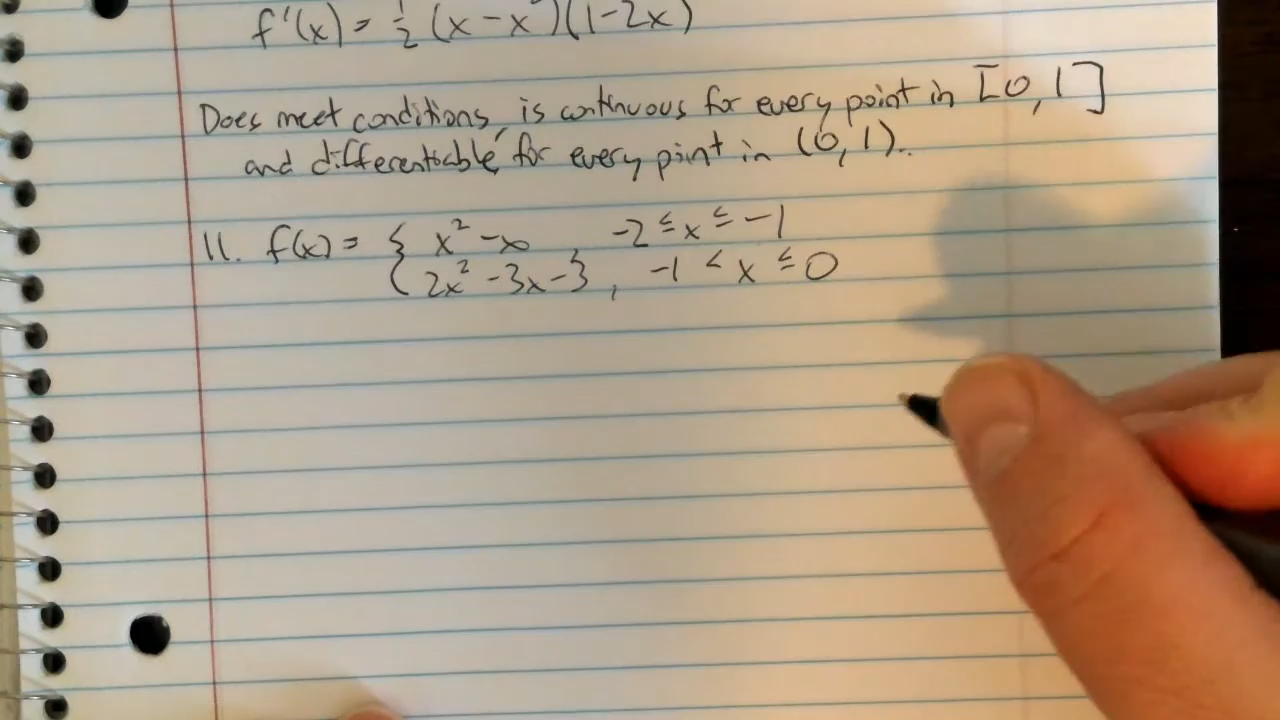 f'(x) = 1/2 (x - x )(1-2x)
Does meet conditions, is continuous for every point in [0, 1]
and differentiable for every point in (0, 1).
11. f(x) = { x² - x , -2 ≤ x ≤ -1
2x² - 3x - 3 , -1 < x ≤ 0